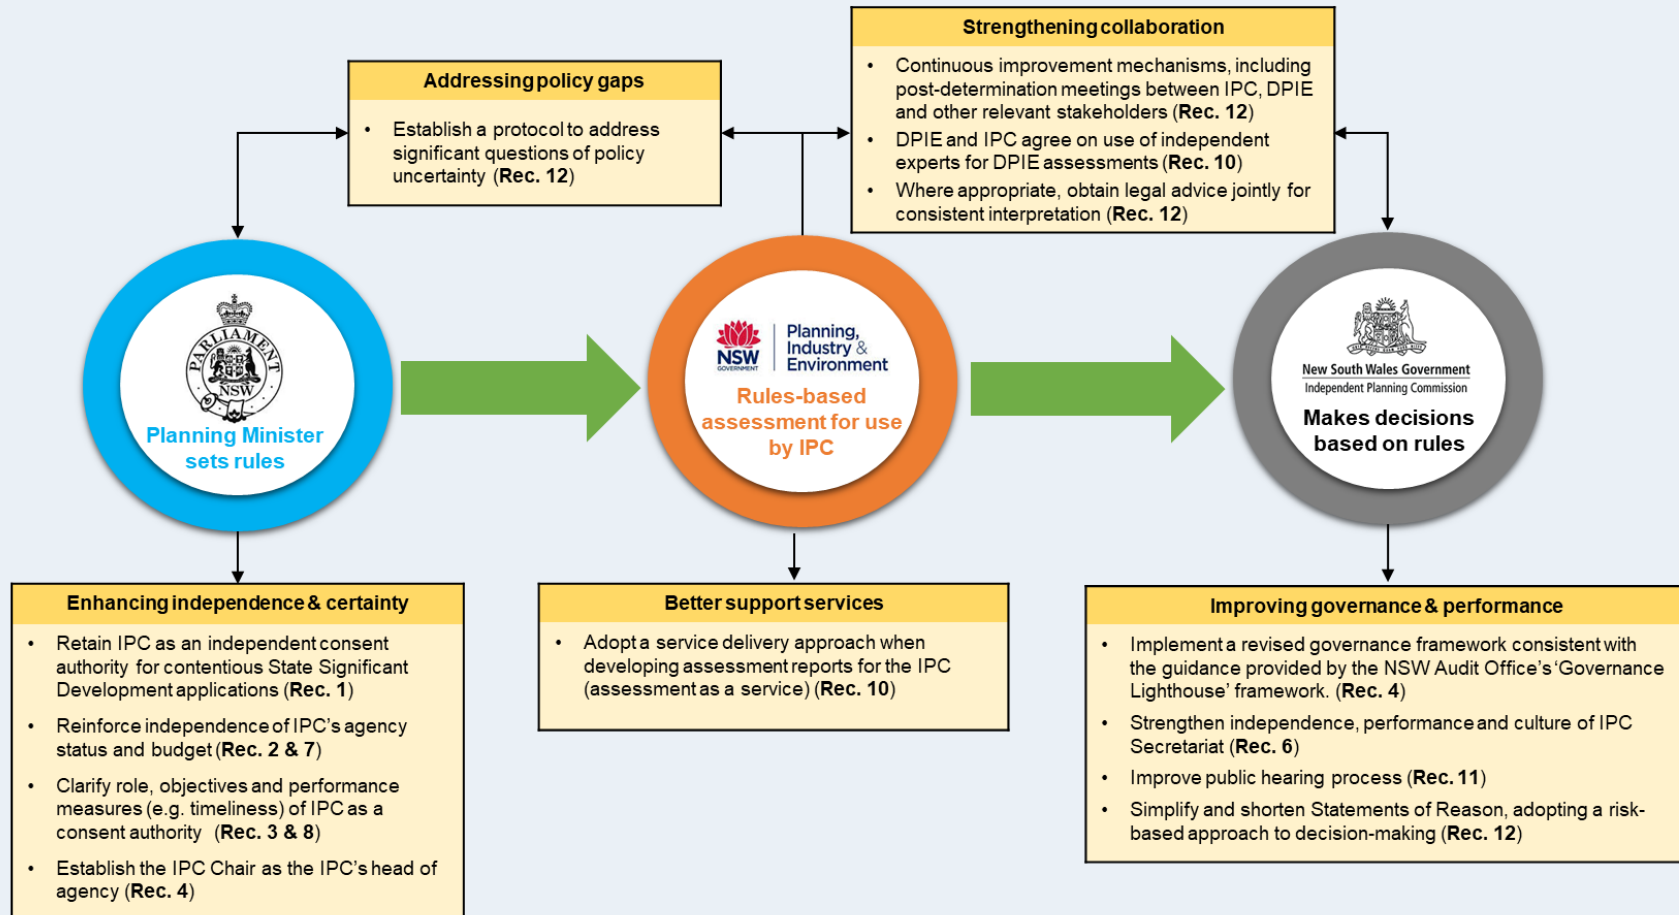 Strengthening collaboration
• Continuous improvement mechanisms, including
post-determination meetings between IPC, DPIE
and other relevant stakeholders (Rec. 12)
• DPIE and IPC agree on use of independent
experts for DPIE assessments (Rec. 10)
• Where appropriate, obtain legal advice jointly for
consistent interpretation (Rec. 12)
Addressing policy gaps
• Establish a protocol to address
significant questions of policy
uncertainty (Rec. 12)
PARLIAMENT
NSW
Planning Minister
sets rules
NSW
GOVERNMENT
Planning,
Industry &
Environment
Rules-based
assessment for use
by IPC
New South Wales Government
Independent Planning Commission
Makes decisions
based on rules
Enhancing independence & certainty
• Retain IPC as an independent consent
authority for contentious State Significant
Development applications (Rec. 1)
• Reinforce independence of IPC's agency
status and budget (Rec. 2 & 7)
• Clarify role, objectives and performance
measures (e.g. timeliness) of IPC as a
consent authority (Rec. 3 & 8)
• Establish the IPC Chair as the IPC's head of
agency (Rec. 4)
Better support services
• Adopt a service delivery approach when
developing assessment reports for the IPC
(assessment as a service) (Rec. 10)
Improving governance & performance
• Implement a revised governance framework consistent with
the guidance provided by the NSW Audit Office's 'Governance
Lighthouse' framework. (Rec. 4)
• Strengthen independence, performance and culture of IPC
Secretariat (Rec. 6)
• Improve public hearing process (Rec. 11)
• Simplify and shorten Statements of Reason, adopting a risk-
based approach to decision-making (Rec. 12)